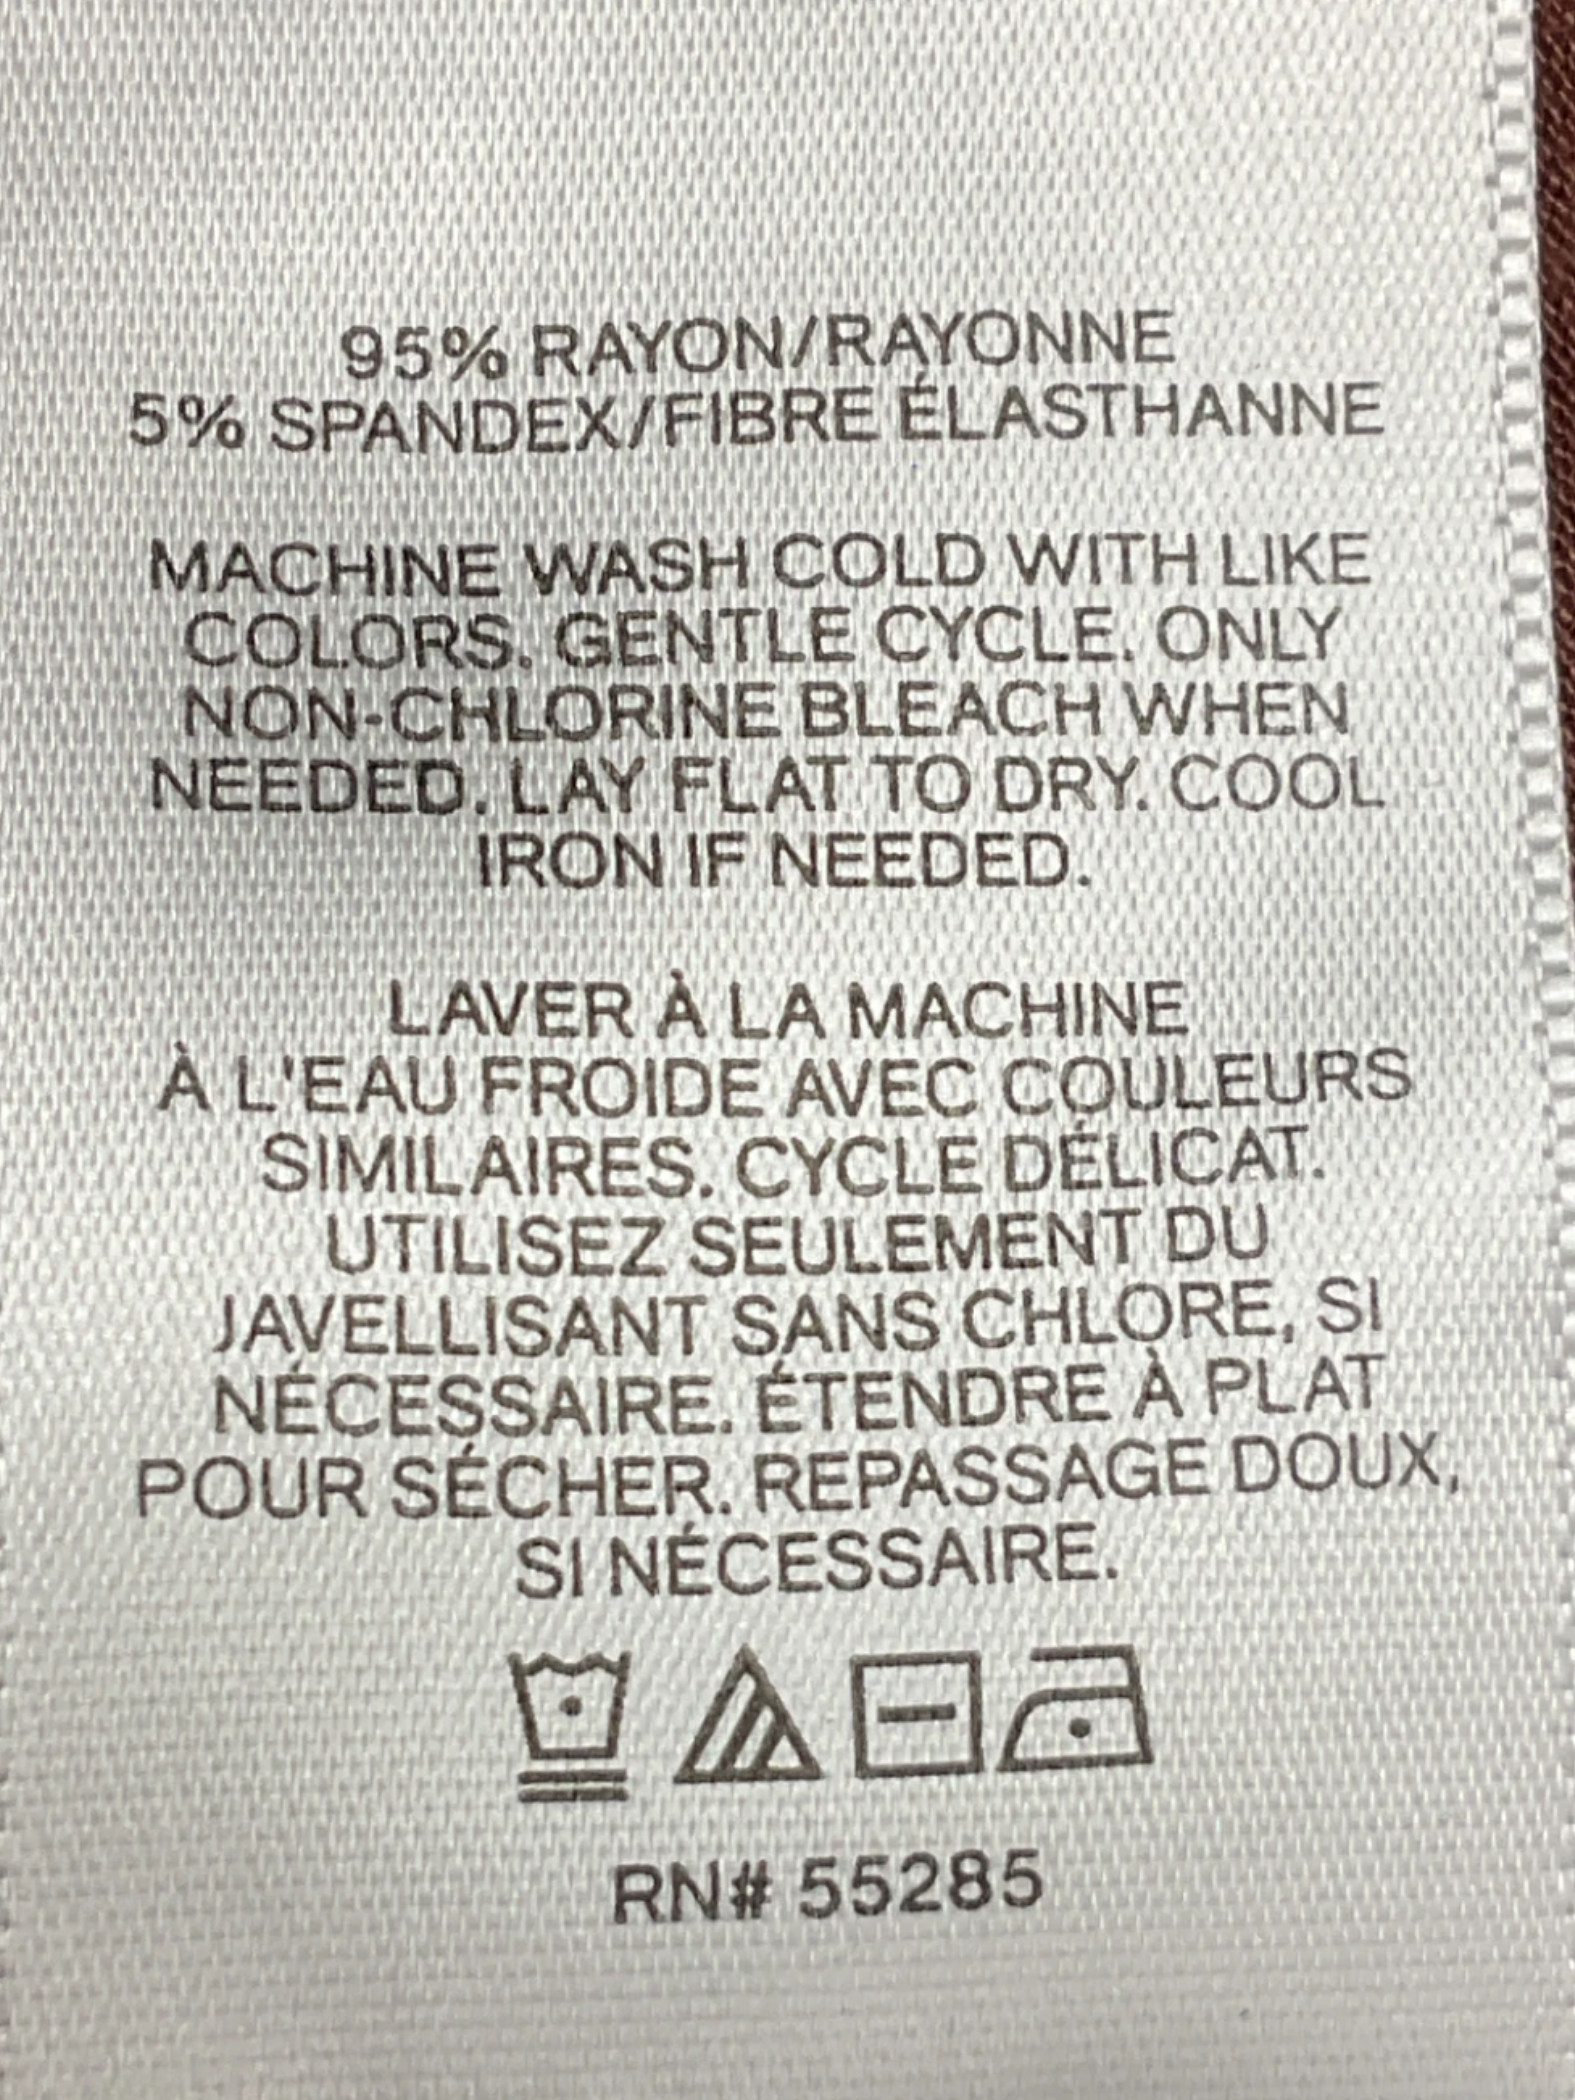 95% RAYON/RAYONNE
5% SPANDEX/FIBRE ÉLASTHANNE
MACHINE WASH COLD WITH LIKE
COLORS. GENTLE CYCLE. ONLY
NON-CHLORINE BLEACH WHEN
NEEDED. LAY FLAT TO DRY. COOL
IRON IF NEEDED.
LAVER À LA MACHINE
À L'EAU FROIDE AVEC COULEURS
SIMILAIRES. CYCLE DÉLICAT.
UTILISEZ SEULEMENT DU
JAVELLISANT SANS CHLORE, SI
NÉCESSAIRE. ÉTENDRE À PLAT
POUR SÉCHER. REPASSAGE DOUX,
SI NÉCESSAIRE.
RN# 55285